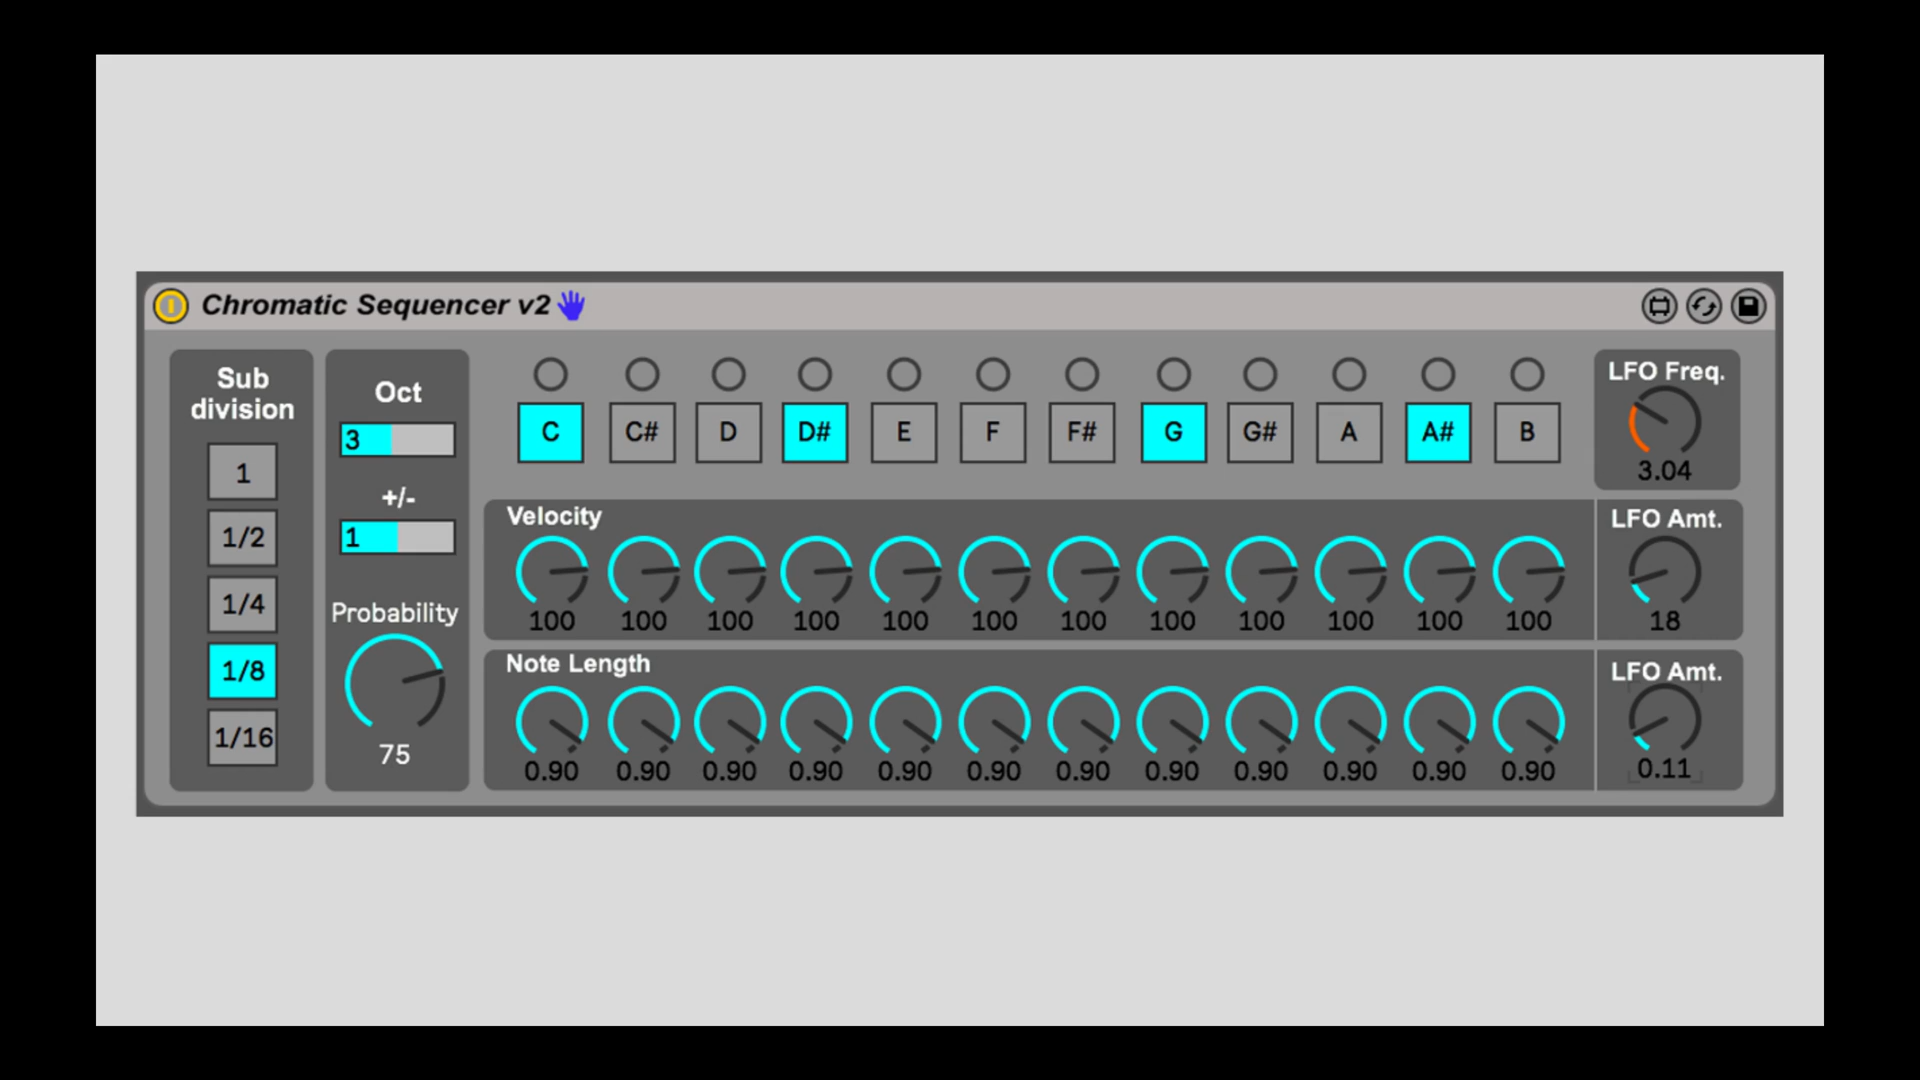 Chromatic Sequencer v2
Sub
division
1
1/2
1/4
1/8
1/16
Oct
3
+/-
1
Probability
75
C C# D D# E F F# G G# A A# B
Velocity
100 100 100 100 100 100 100 100 100 100 100 100
Note Length
0.90 0.90 0.90 0.90 0.90 0.90 0.90 0.90 0.90 0.90 0.90 0.90
LFO Freq.
3.04
LFO Amt.
18
LFO Amt.
0.11